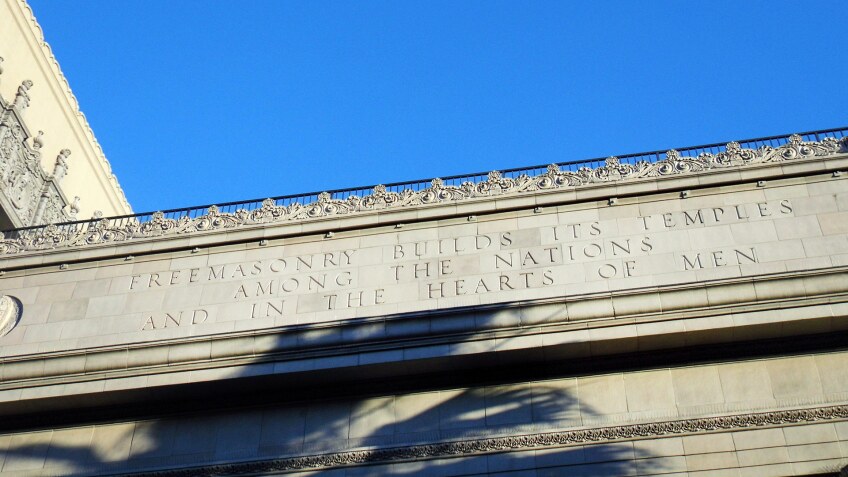 FREEMASONRY BUILDS ITS TEMPLES
AMONG THE NATIONS
AND IN THE HEARTS OF MEN